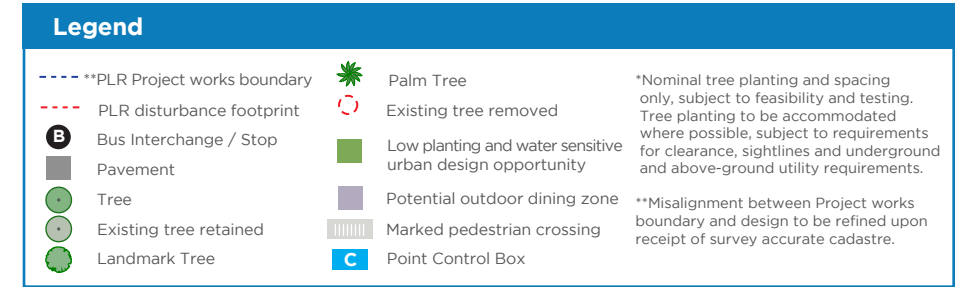 Legend
**PLR Project works boundary
PLR disturbance footprint
B
Bus Interchange / Stop
Pavement
Tree
Existing tree retained
Landmark Tree
Palm Tree
Existing tree removed
Low planting and water sensitive
urban design opportunity
Potential outdoor dining zone
Marked pedestrian crossing
C
Point Control Box
*Nominal tree planting and spacing
only, subject to feasibility and testing.
Tree planting to be accommodated
where possible, subject to requirements
for clearance, sightlines and underground
and above-ground utility requirements.
**Misalignment between Project works
boundary and design to be refined upon
receipt of survey accurate cadastre.